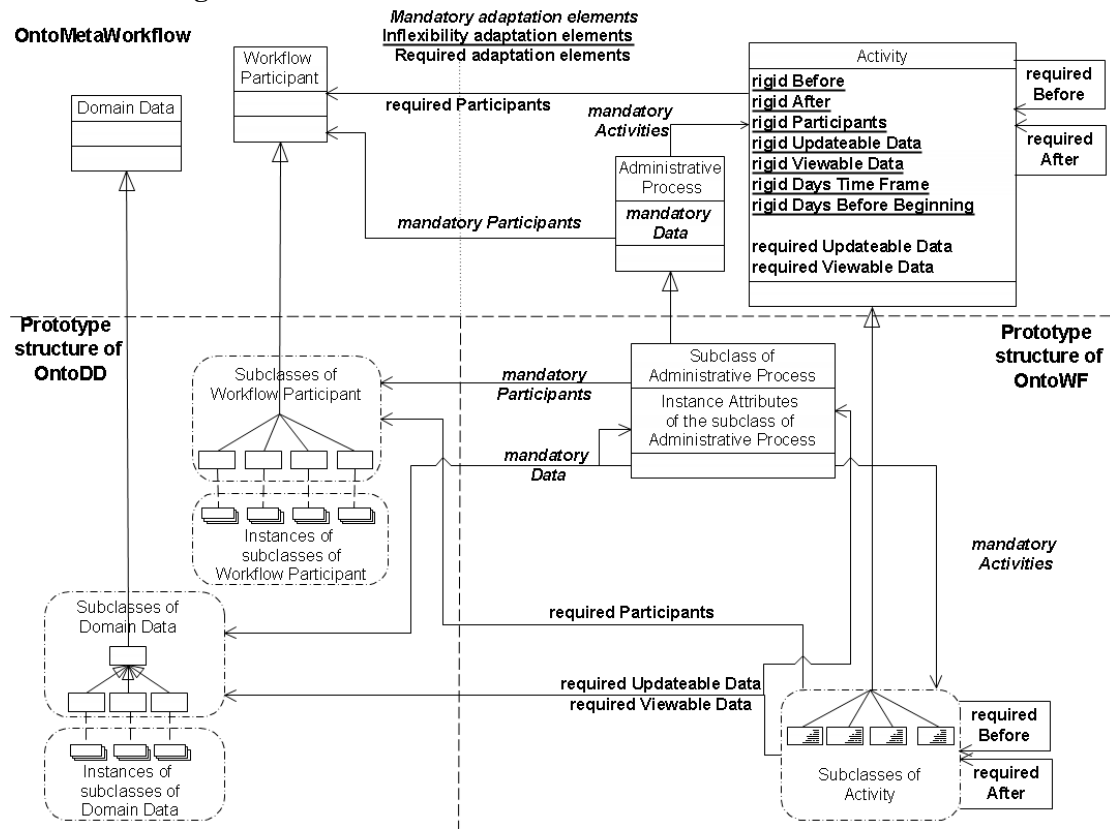 Mandatory adaptation elements
Inflexibility adaptation elements
Required adaptation elements
OntoMetaWorkflow
Workflow
Participant
Domain Data
Activity
rigid Before
rigid After
rigid Participants
rigid Updateable Data
rigid Viewable Data
rigid Days Time Frame
rigid Days Before Beginning
required Updateable Data
required Viewable Data
required
Before
required
After
required Participants
mandatory
Activities
Administrative
Process
mandatory
Data
mandatory Participants
Prototype
structure of
OntoDD
Prototype
structure of
OntoWF
Subclasses of
Workflow Participant
mandatory
Participants
Subclass of
Administrative Process
Instance Attributes
of the subclass of
Administrative Process
mandatory
Data
Instances of
subclasses of
Workflow Participant
mandatory
Activities
Subclasses of
Domain Data
required Participants
required Updateable Data
required Viewable Data
required
Before
required
After
Instances of
subclasses of
Domain Data
Subclasses of
Activity